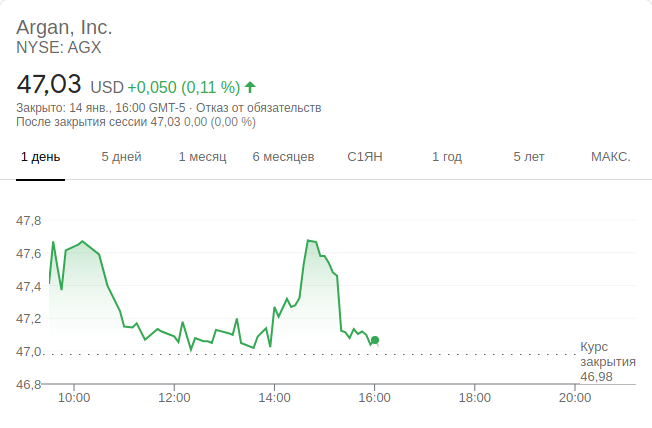 Argan, Inc.
NYSE: AGX
47,03 USD +0,050 (0,11 %)
Закрыто: 14 янв., 16:00 GMT-5 · Отказ от обязательств
После закрытия сессии 47,03 0,00 (0,00 %)
1 день 5 дней 1 месяц 6 месяцев С1ЯН 1 год 5 лет МАКС.
47,8
47,6
47,4
47,2
47,0
46,8
Курс
закрытия
46,98
10:00 12:00 14:00 16:00 18:00 20:00